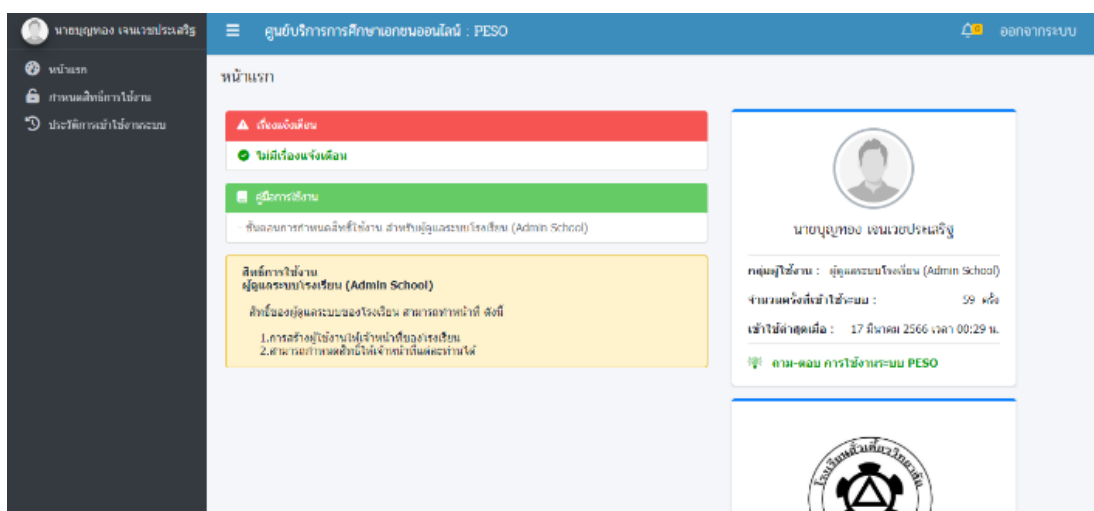 นายบุญทอง เจนเวชประเสริฐ
ศูนย์บริการการศึกษาเอกชนออนไลน์ : PESO
ออกจากระบบ
หน้าแรก
กำหนดสิทธิ์การใช้งาน
ประวัติการเข้าใช้งานระบบ
หน้าแรก
เรื่องแจ้งเตือน
ไม่มีเรื่องแจ้งเตือน
คู่มือการใช้งาน
ขั้นตอนการกำหนดสิทธิ์ใช้งาน สำหรับผู้ดูแลระบบโรงเรียน (Admin School)
สิทธิ์การใช้งาน
ผู้ดูแลระบบโรงเรียน (Admin School)
สิทธิ์ของผู้ดูแลระบบของโรงเรียน สามารถทำหน้าที่ ดังนี้
1.การสร้างผู้ใช้งานให้เจ้าหน้าที่ของโรงเรียน
2.สามารถกำหนดสิทธิ์ให้เจ้าหน้าที่แต่ละท่านได้
นายบุญทอง เจนเวชประเสริฐ
กลุ่มผู้ใช้งาน : ผู้ดูแลระบบโรงเรียน (Admin School)
จำนวนครั้งที่เข้าใช้ระบบ : 59 ครั้ง
เข้าใช้ล่าสุดเมื่อ : 17 มีนาคม 2566 เวลา 00:29 น.
ถาม-ตอบ การใช้งานระบบ PESO